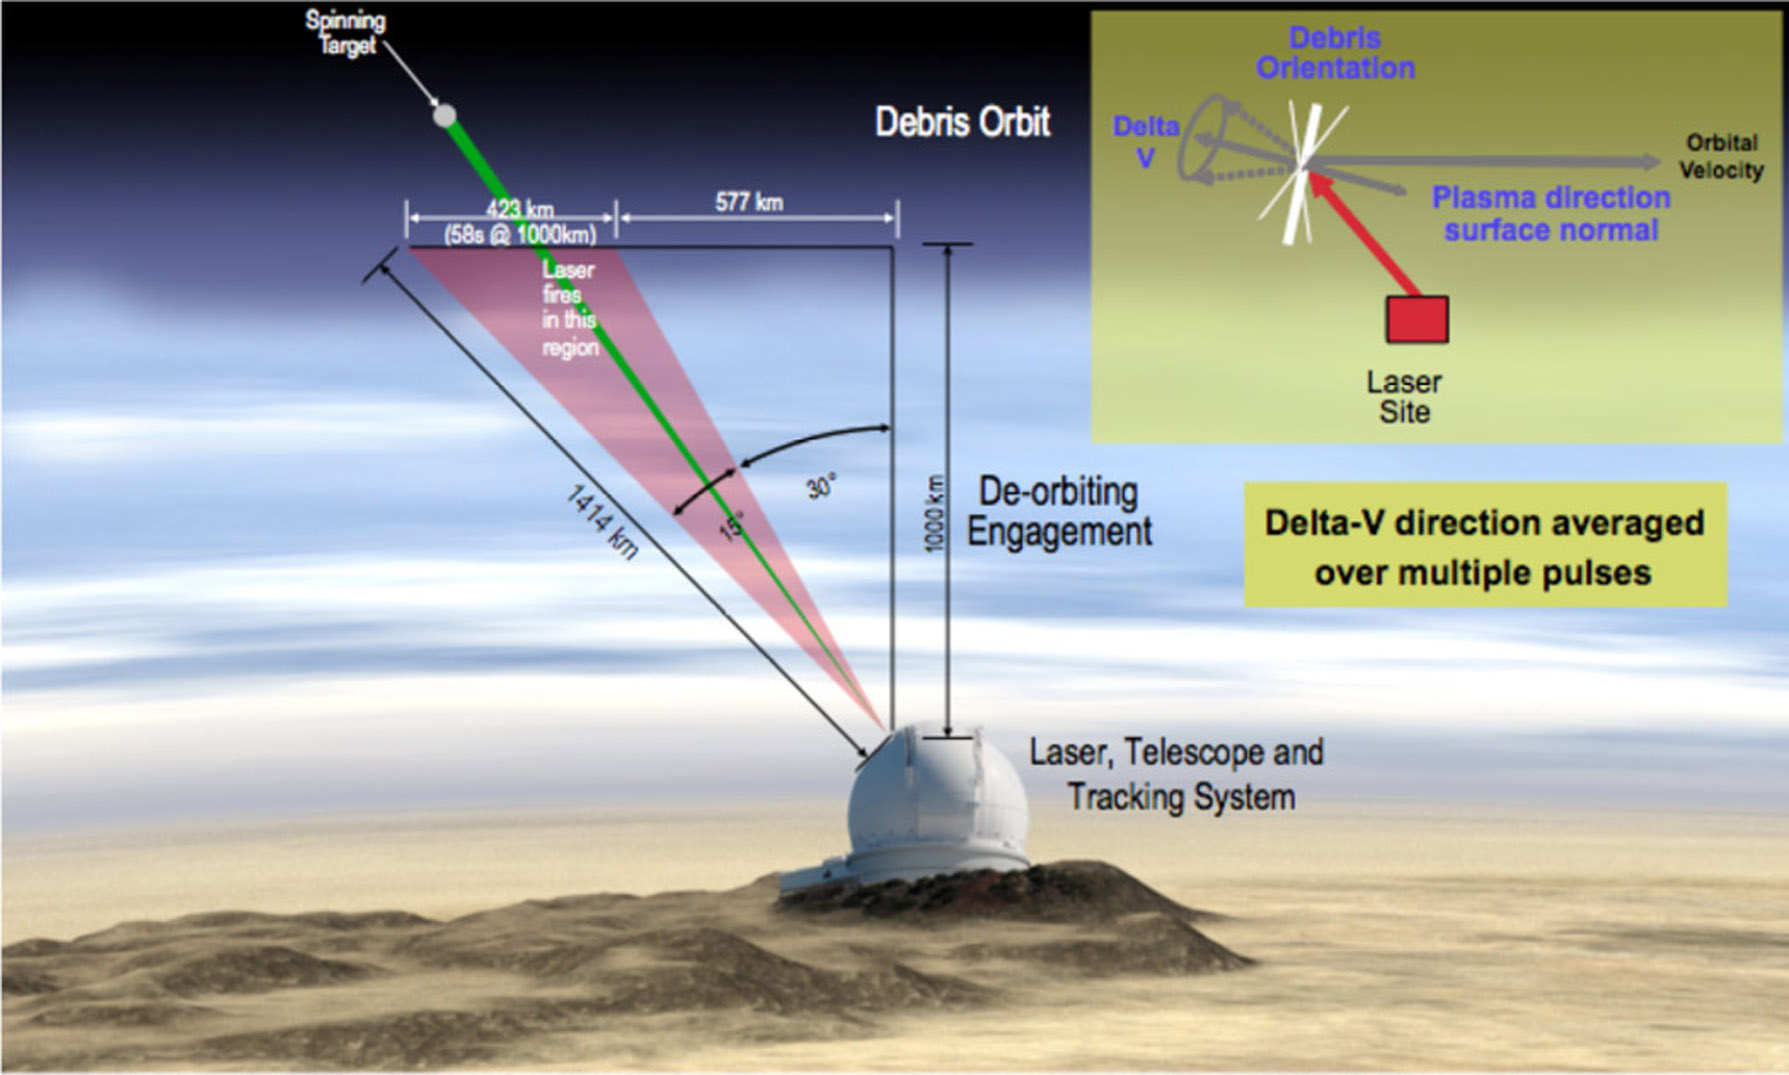 Spinning
Target
Debris Orbit
423 km
(58s @ 1000km)
577 km
Laser
fires
in this
region
1414 km
15°
30°
1000 km
De-orbiting
Engagement
Laser, Telescope and
Tracking System
Debris
Orientation
Delta
V
Orbital
Velocity
Plasma direction
surface normal
Laser
Site
Delta-V direction averaged
over multiple pulses